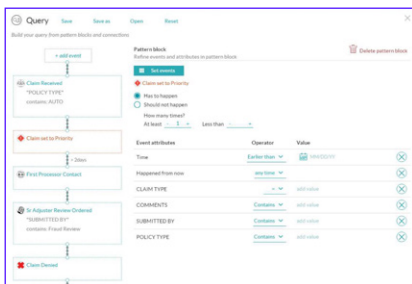 Query Save Save as Open Reset
Build your query from pattern blocks and connections
+ add event
Claim Received
"POLICY TYPE"
contains: AUTO
Claim set to Priority
First Processor Contact
Sr Adjuster Review Ordered
"SUBMITTED BY"
contains: Fraud Review
Claim Denied
Pattern block
Refine events and attributes in pattern block
Delete pattern block
Set events
Claim set to Priority
Has to happen
Should not happen
How many times?
At least - 1 + Less than - - +
Event attributes Operator Value
Time Earlier than
Happened from now any time add value
CLAIM TYPE = add value
COMMENTS Contains add value
SUBMITTED BY Contains add value
POLICY TYPE Contains add value